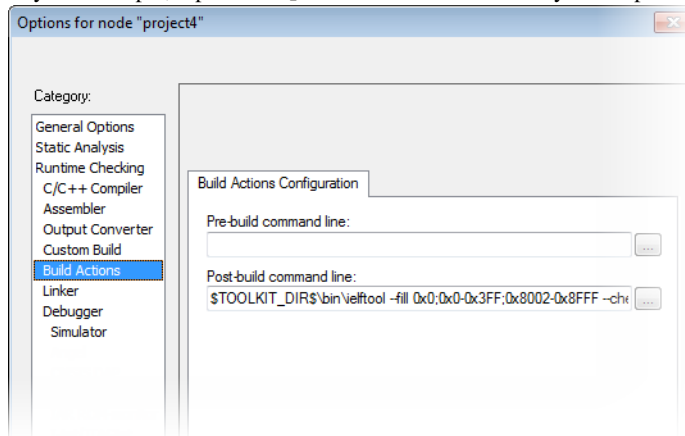 Options for node "project4"
Category:
General Options
Static Analysis
Runtime Checking
C/C++ Compiler
Assembler
Output Converter
Custom Build
Build Actions
Linker
Debugger
Simulator
Build Actions Configuration
Pre-build command line:
...
Post-build command line:
$TOOLKIT_DIR$\bin\ielftool --fill 0x0;0x0-0x3FF;0x8002-0x8FFF --che ...